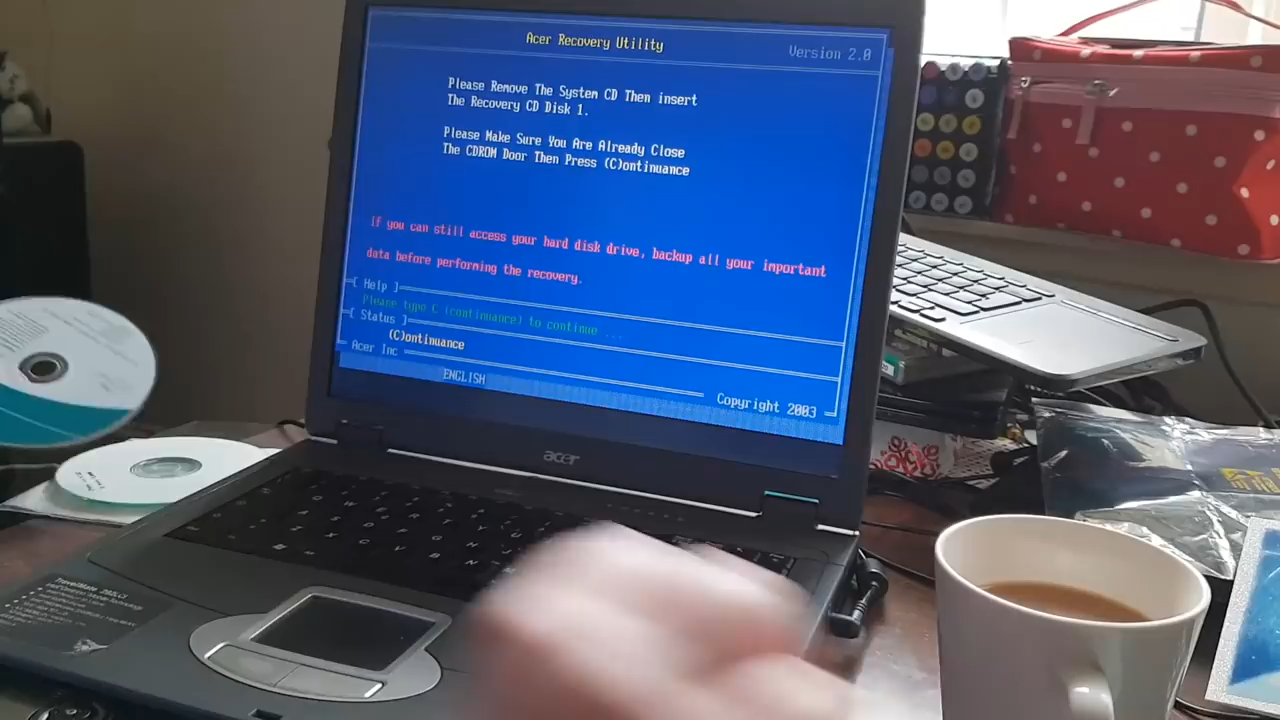 Acer Recovery Utility
Version 2.0
Please Remove The System CD Then insert
The Recovery CD Disk 1.
Please Make Sure You Are Already Close
The CDROM Door Then Press (C)ontinuance
If you can still access your hard disk drive, backup all your important
data before performing the recovery.
[ Help ]
Please type C (continuance) to continue ...
[ Status ]
(C)ontinuance
Acer Inc
Copyright 2003
ENGLISH
acer
TravelMate 292LCi